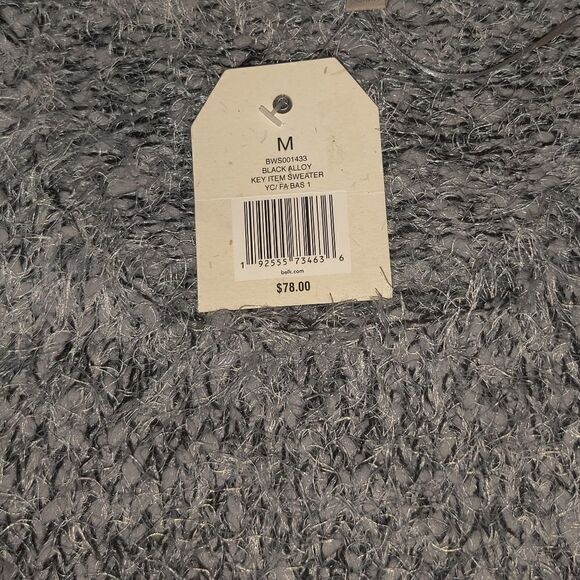 M
BWS001433
BLACK ALLOY
KEY ITEM SWEATER
YC/ FA BAS 1
1 92555 73463 6
belk.com
$78.00